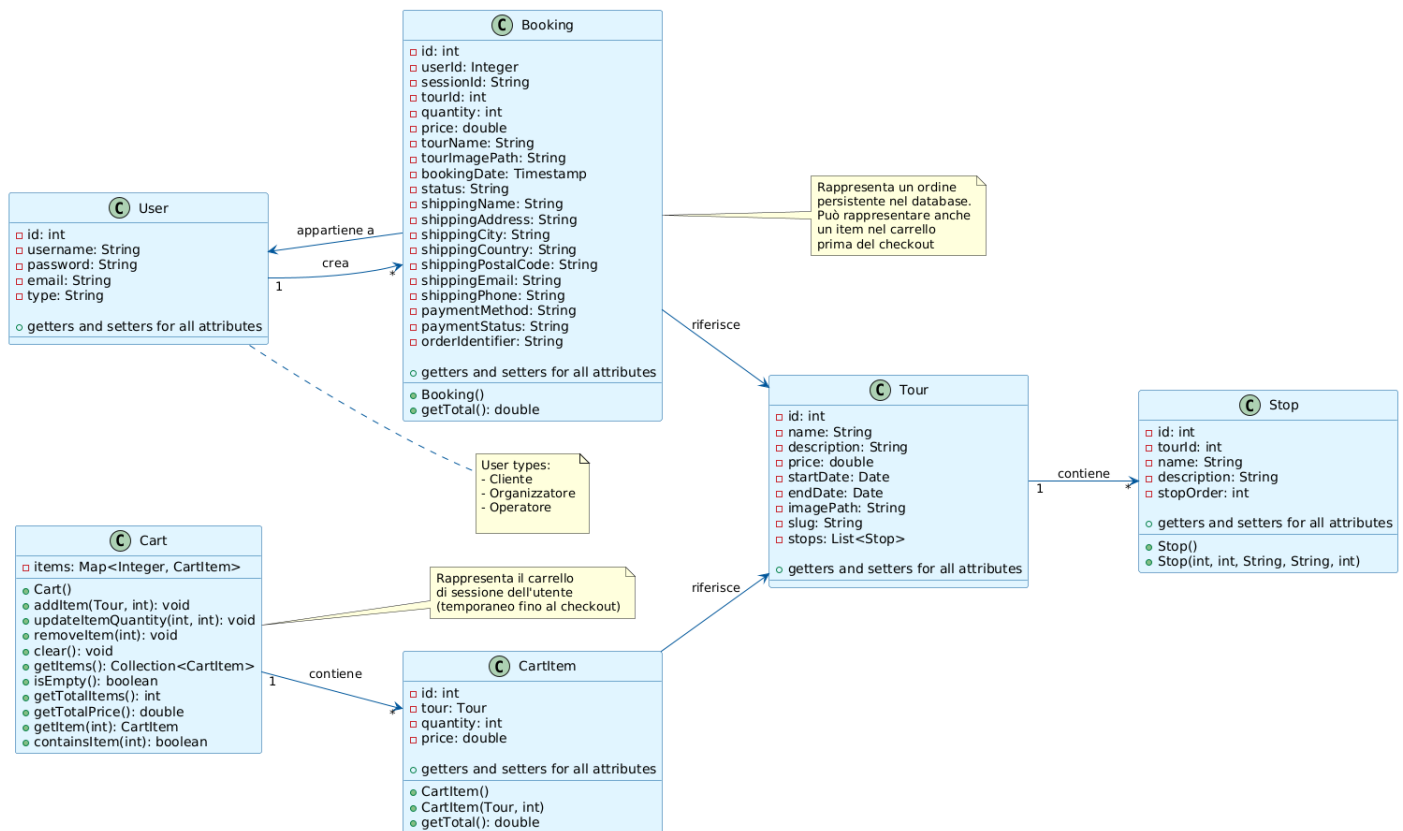 C Booking
id: int
userId: Integer
sessionId: String
tourId: int
quantity: int
price: double
tourName: String
tourImagePath: String
bookingDate: Timestamp
status: String
shippingName: String
shippingAddress: String
shippingCity: String
shippingCountry: String
shippingPostalCode: String
shippingEmail: String
shippingPhone: String
paymentMethod: String
paymentStatus: String
orderIdentifier: String
getters and setters for all attributes
Booking()
getTotal(): double
C User
id: int
username: String
password: String
email: String
type: String
getters and setters for all attributes
appartiene a
crea
1
*
Rappresenta un ordine
persistente nel database.
Può rappresentare anche
un item nel carrello
prima del checkout
riferisce
C Tour
id: int
name: String
description: String
price: double
startDate: Date
endDate: Date
imagePath: String
slug: String
stops: List<Stop>
getters and setters for all attributes
contiene
1
*
C Stop
id: int
tourId: int
name: String
description: String
stopOrder: int
getters and setters for all attributes
Stop()
Stop(int, int, String, String, int)
User types:
- Cliente
- Organizzatore
- Operatore
C Cart
items: Map<Integer, CartItem>
Cart()
addItem(Tour, int): void
updateItemQuantity(int, int): void
removeItem(int): void
clear(): void
getItems(): Collection<CartItem>
isEmpty(): boolean
getTotalItems(): int
getTotalPrice(): double
getItem(int): CartItem
containsItem(int): boolean
Rappresenta il carrello
di sessione dell'utente
(temporaneo fino al checkout)
contiene
1
*
riferisce
C CartItem
id: int
tour: Tour
quantity: int
price: double
getters and setters for all attributes
CartItem()
CartItem(Tour, int)
getTotal(): double